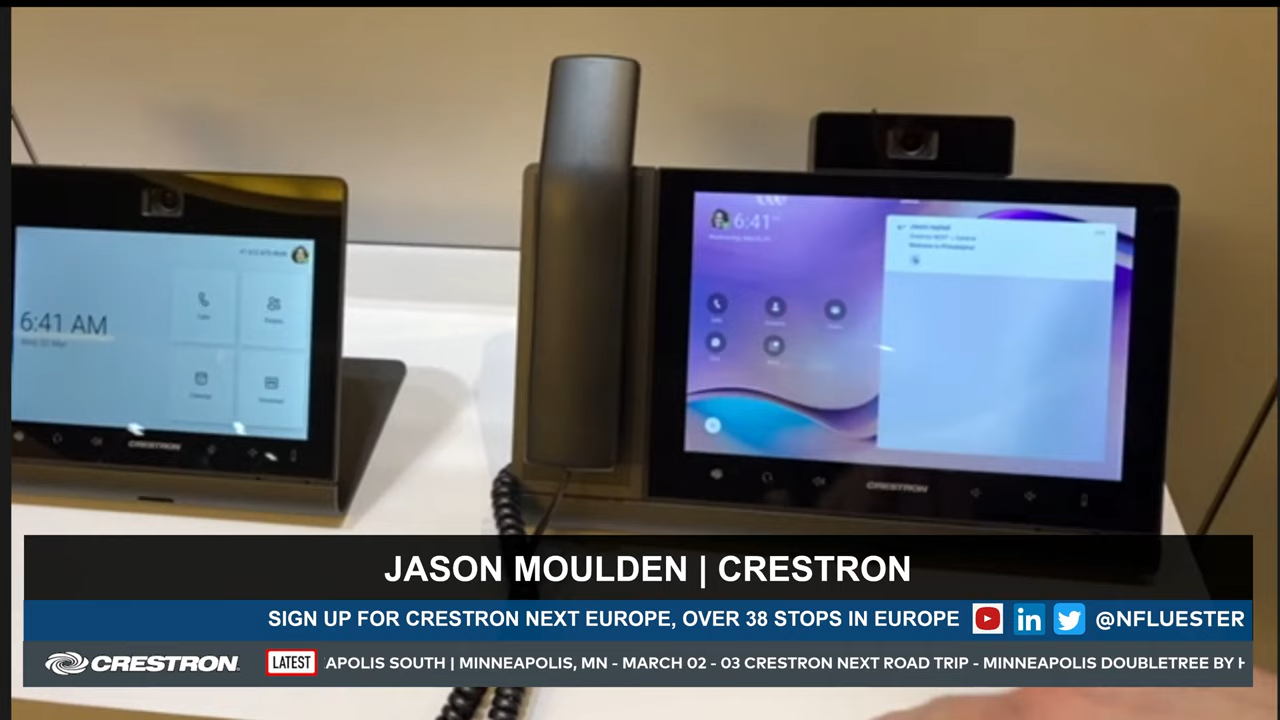 6:41
6:41 AM
CRESTRON
CRESTRON
JASON MOULDEN | CRESTRON
SIGN UP FOR CRESTRON NEXT EUROPE, OVER 38 STOPS IN EUROPE @NFLUESTER
CRESTRON LATEST APOLIS SOUTH | MINNEAPOLIS, MN - MARCH 02 - 03 CRESTRON NEXT ROAD TRIP - MINNEAPOLIS DOUBLETREE BY